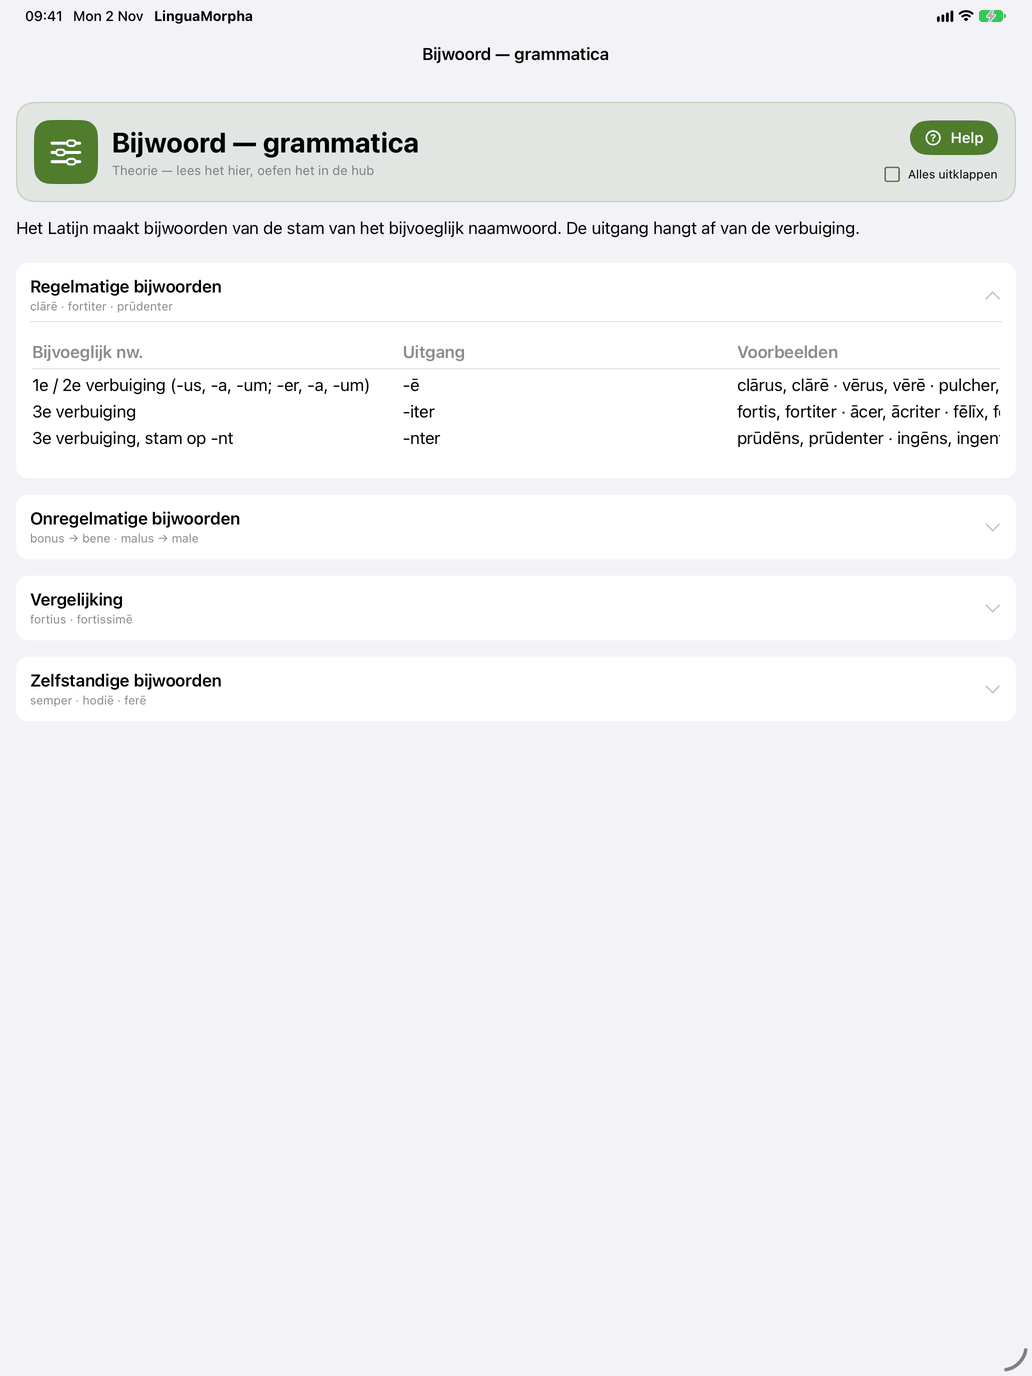 09:41 Mon 2 Nov LinguaMorpha
Bijwoord — grammatica
Bijwoord — grammatica
Theorie — lees het hier, oefen het in de hub
Help
Alles uitklappen
Het Latijn maakt bijwoorden van de stam van het bijvoeglijk naamwoord. De uitgang hangt af van de verbuiging.
Regelmatige bijwoorden
clārē · fortiter · prūdenter
Bijvoeglijk nw. Uitgang Voorbeelden
1e / 2e verbuiging (-us, -a, -um; -er, -a, -um) -ē clārus, clārē · vērus, vērē · pulcher,
3e verbuiging -iter fortis, fortiter · ācer, ācriter · fēlīx,
3e verbuiging, stam op -nt -nter prūdēns, prūdenter · ingēns,
Onregelmatige bijwoorden
bonus → bene · malus → male
Vergelijking
fortius · fortissimē
Zelfstandige bijwoorden
semper · hodiē · ferē